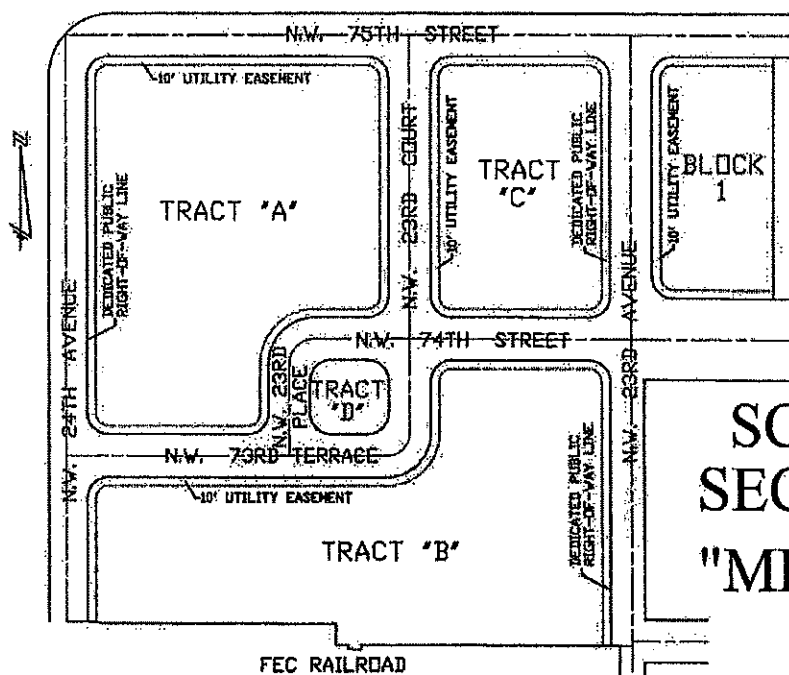 N.W. 75TH STREET
10' UTILITY EASEMENT
DEDICATED PUBLIC
RIGHT-OF-WAY LINE
TRACT "A"
N.W. 24TH AVENUE
N.W. 23RD COURT
10' UTILITY EASEMENT
TRACT
"C"
DEDICATED PUBLIC
RIGHT-OF-WAY LINE
N.W. 23RD AVENUE
10' UTILITY EASEMENT
BLOCK
1
N.W. 74TH STREET
N.W. 23RD
PLACE
TRACT
"D"
N.W. 73RD TERRACE
10' UTILITY EASEMENT
TRACT "B"
DEDICATED PUBLIC
RIGHT-OF-WAY LINE
SEC
FEC RAILROAD